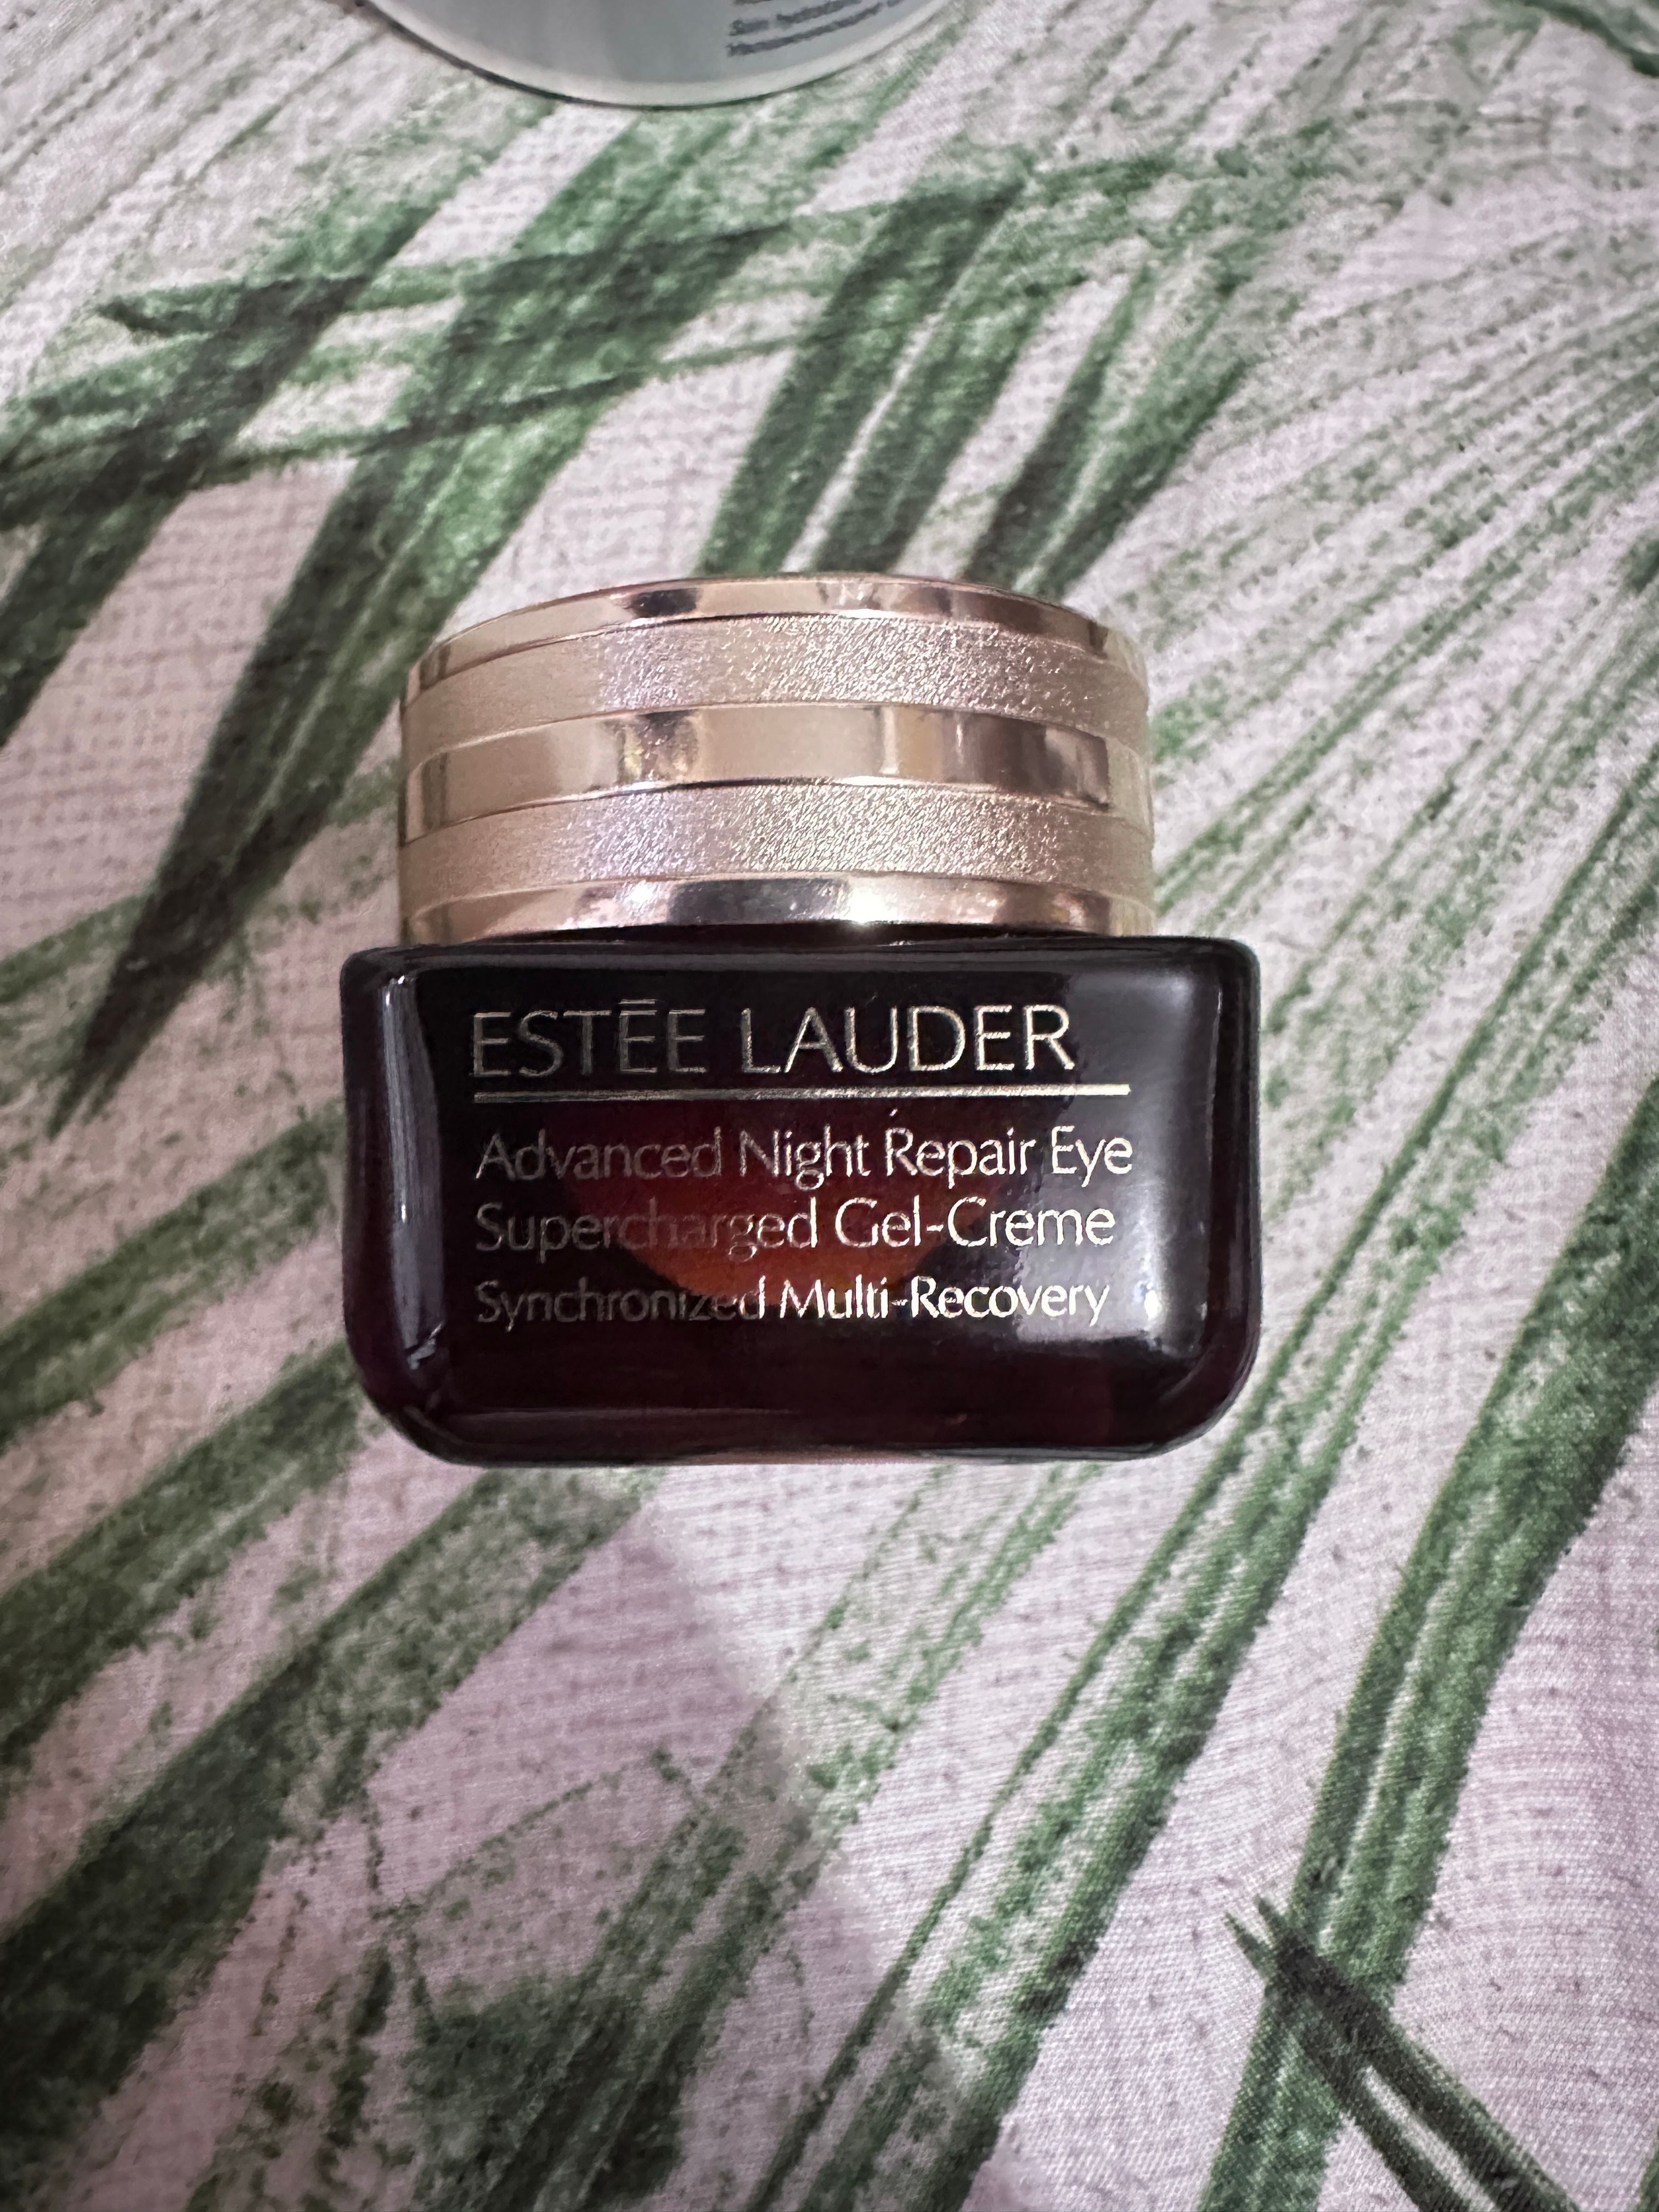 ESTĒE LAUDER
Advanced Night Repair Eye
Supercharged Gel-Creme
Synchronized Multi-Recovery